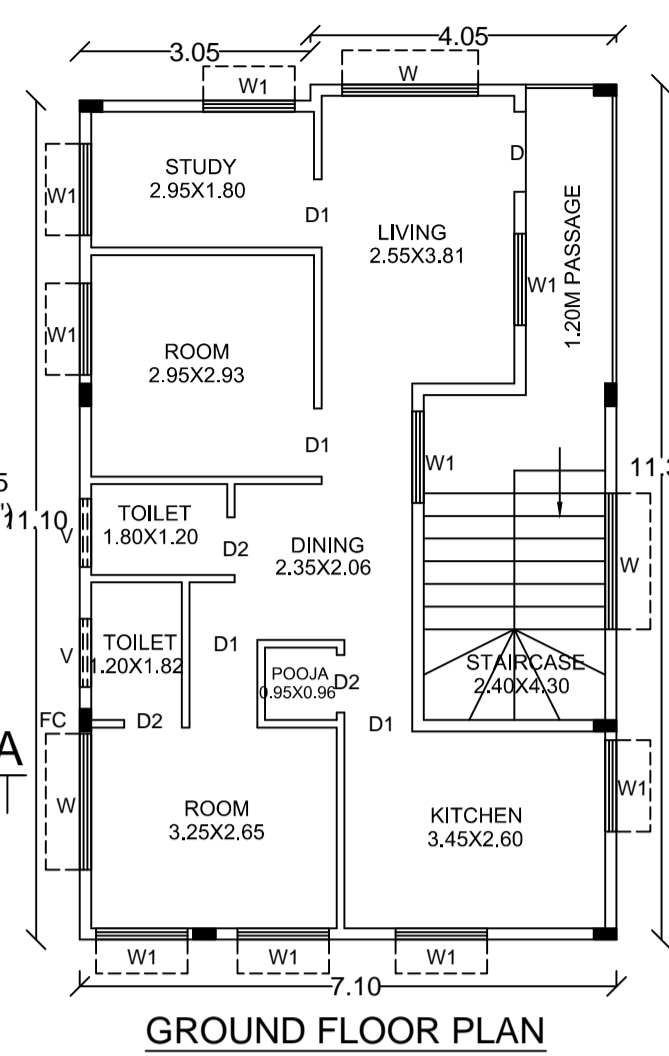 3.05
4.05
W1
W
STUDY
2.95X1.80
D
W1
D1
LIVING
2.55X3.81
1.20M PASSAGE
W1
W1
ROOM
2.95X2.93
D1
W1
5
")
11.10
11.3
TOILET
1.80X1.20
V
D2
DINING
2.35X2.06
W
TOILET
1.20X1.82
V
D1
POOJA
0.95X0.96
D2
STAIRCASE
2.40X4.30
FC
D2
D1
A
W
ROOM
3.25X2.65
KITCHEN
3.45X2.60
W1
W1
W1
W1
7.10
GROUND FLOOR PLAN